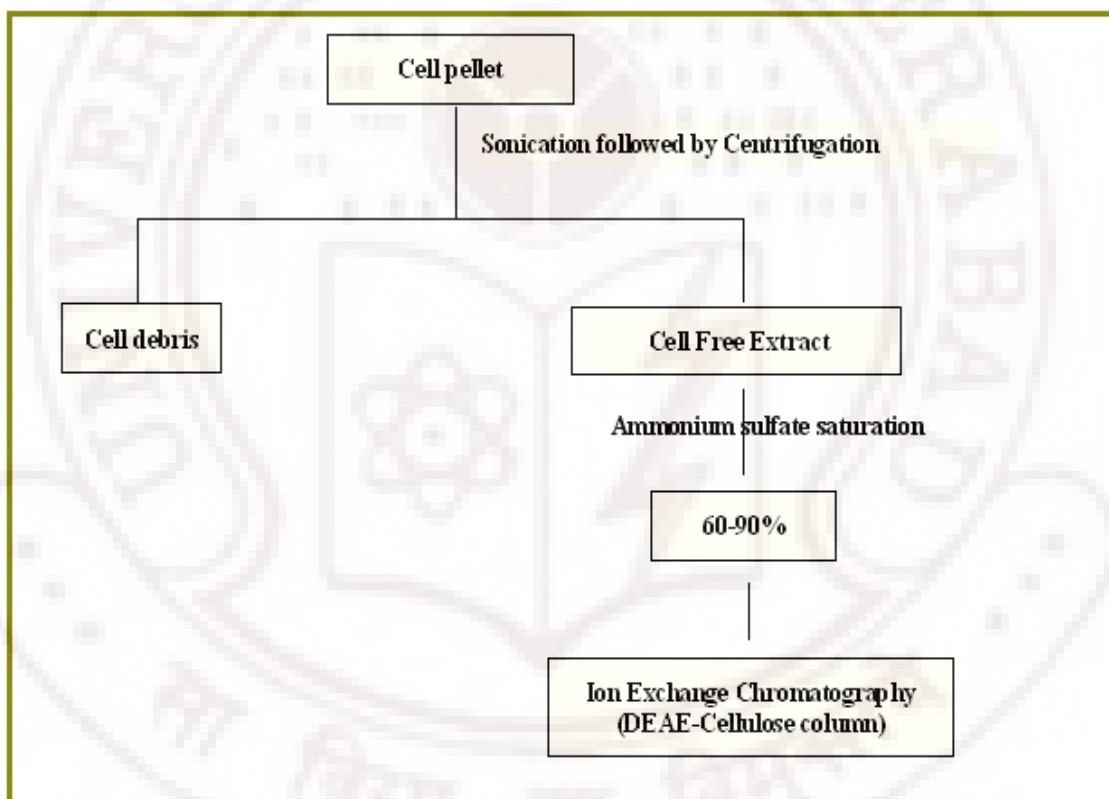 Cell pellet
Sonication followed by Centrifugation
Cell debris
Cell Free Extract
Ammonium sulfate saturation
60-90%
Ion Exchange Chromatography
(DEAE-Cellulose column)